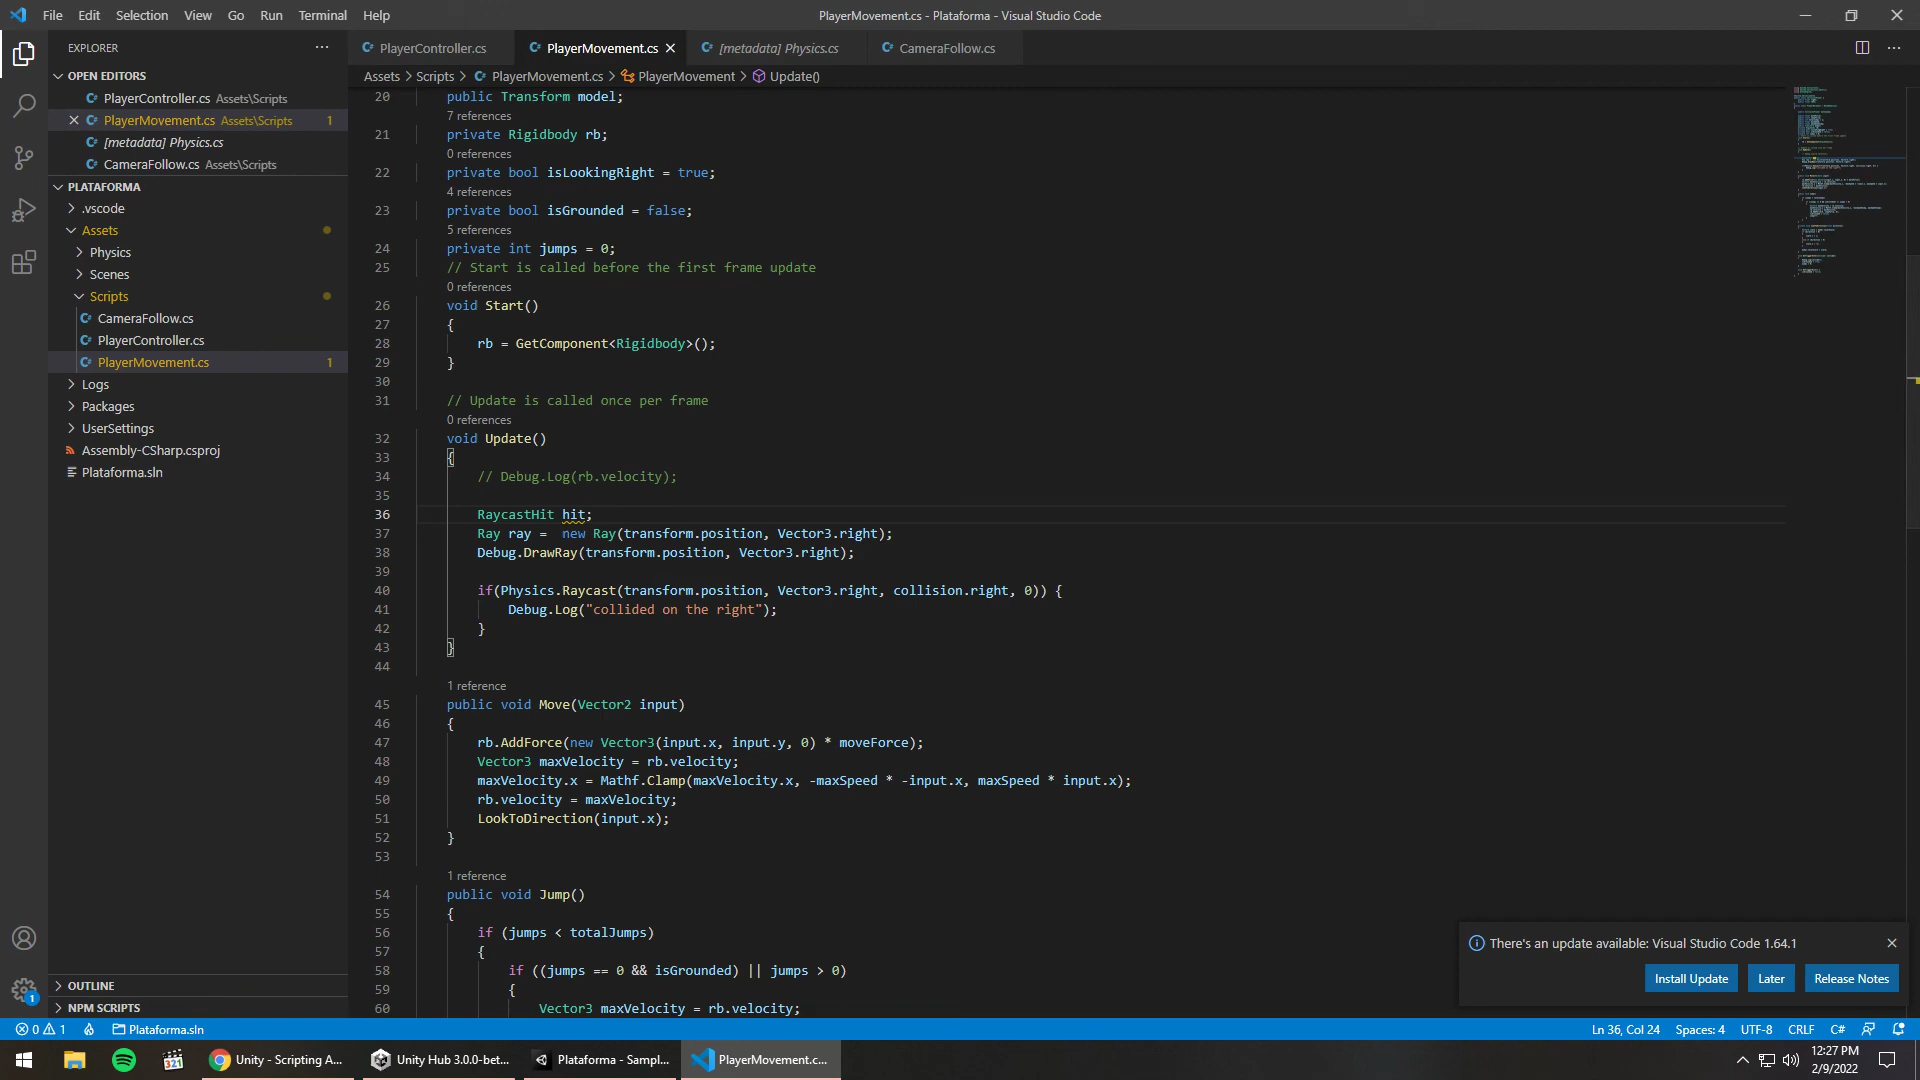 File Edit Selection View Go Run Terminal Help
PlayerMovement.cs - Plataforma - Visual Studio Code
EXPLORER
PlayerController.cs
PlayerMovement.cs
[metadata] Physics.cs
CameraFollow.cs
OPEN EDITORS
PlayerController.cs Assets\Scripts
PlayerMovement.cs Assets\Scripts 1
[metadata] Physics.cs
CameraFollow.cs Assets\Scripts
PLATAFORMA
.vscode
Assets
Physics
Scenes
Scripts
CameraFollow.cs
PlayerController.cs
PlayerMovement.cs 1
Logs
Packages
UserSettings
Assembly-CSharp.csproj
Plataforma.sln
OUTLINE
NPM SCRIPTS
1
Assets > Scripts > PlayerMovement.cs > PlayerMovement > Update()
20 public Transform model;
7 references
21 private Rigidbody rb;
0 references
22 private bool isLookingRight = true;
4 references
23 private bool isGrounded = false;
5 references
24 private int jumps = 0;
25 // Start is called before the first frame update
0 references
26 void Start()
27 {
28 rb = GetComponent<Rigidbody>();
29 }
30
31 // Update is called once per frame
0 references
32 void Update()
33 {
34 // Debug.Log(rb.velocity);
35
36 RaycastHit hit;
37 Ray ray =  new Ray(transform.position, Vector3.right);
38 Debug.DrawRay(transform.position, Vector3.right);
39
40 if(Physics.Raycast(transform.position, Vector3.right, collision.right, 0)) {
41 Debug.Log("collided on the right");
42 }
43 }
44
1 reference
45 public void Move(Vector2 input)
46 {
47 rb.AddForce(new Vector3(input.x, input.y, 0) * moveForce);
48 Vector3 maxVelocity = rb.velocity;
49 maxVelocity.x = Mathf.Clamp(maxVelocity.x, -maxSpeed * -input.x, maxSpeed * input.x);
50 rb.velocity = maxVelocity;
51 LookToDirection(input.x);
52 }
53
1 reference
54 public void Jump()
55 {
56 if (jumps < totalJumps)
57 {
58 if ((jumps == 0 && isGrounded) || jumps > 0)
59 {
60 Vector3 maxVelocity = rb.velocity;
There's an update available: Visual Studio Code 1.64.1
Install Update Later Release Notes
0 1 Plataforma.sln
Ln 36, Col 24 Spaces: 4 UTF-8 CRLF C#
321
Unity - Scripting A...
Unity Hub 3.0.0-bet...
Plataforma - Sampl...
PlayerMovement.c...
12:27 PM
2/9/2022